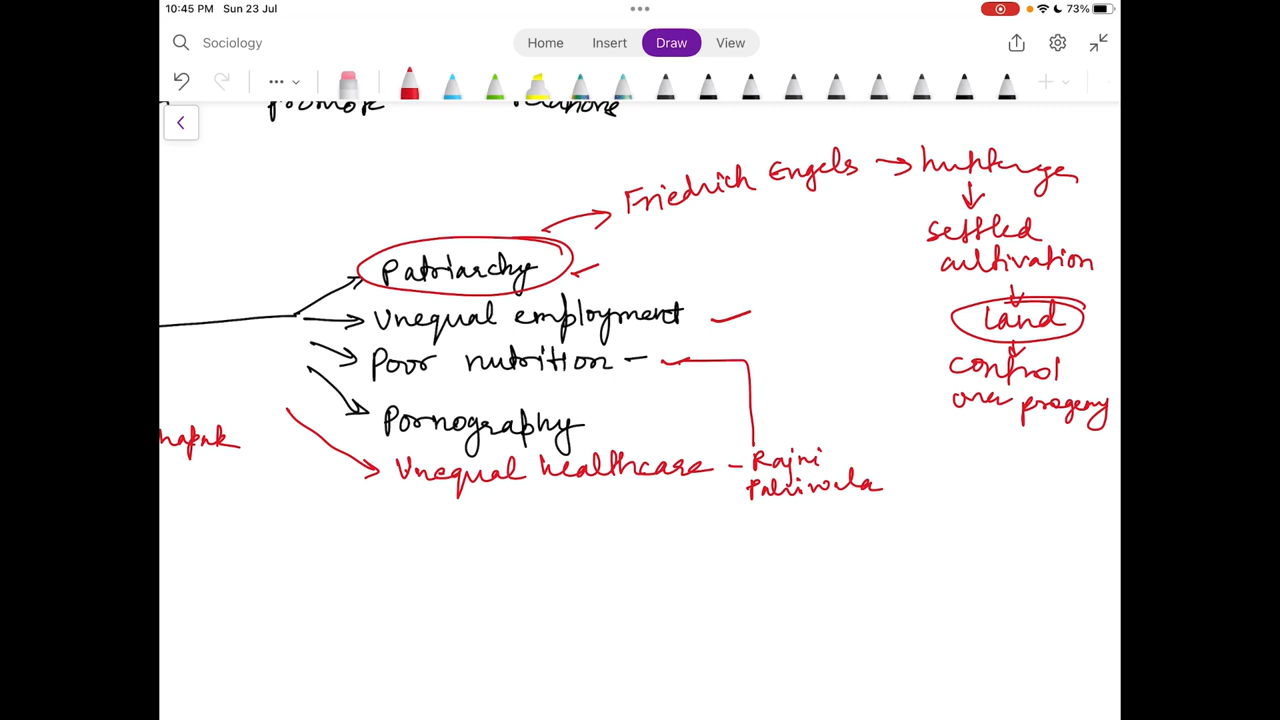 10:45 PM Sun 23 Jul
73%
Sociology
Home Insert Draw View
Friedrich Engels →
settled
cultivation
Patriarchy
Unequal employment
land
Poor nutrition –
control
over progeny
Pornography
Unequal healthcare – Rajni
Palriwala